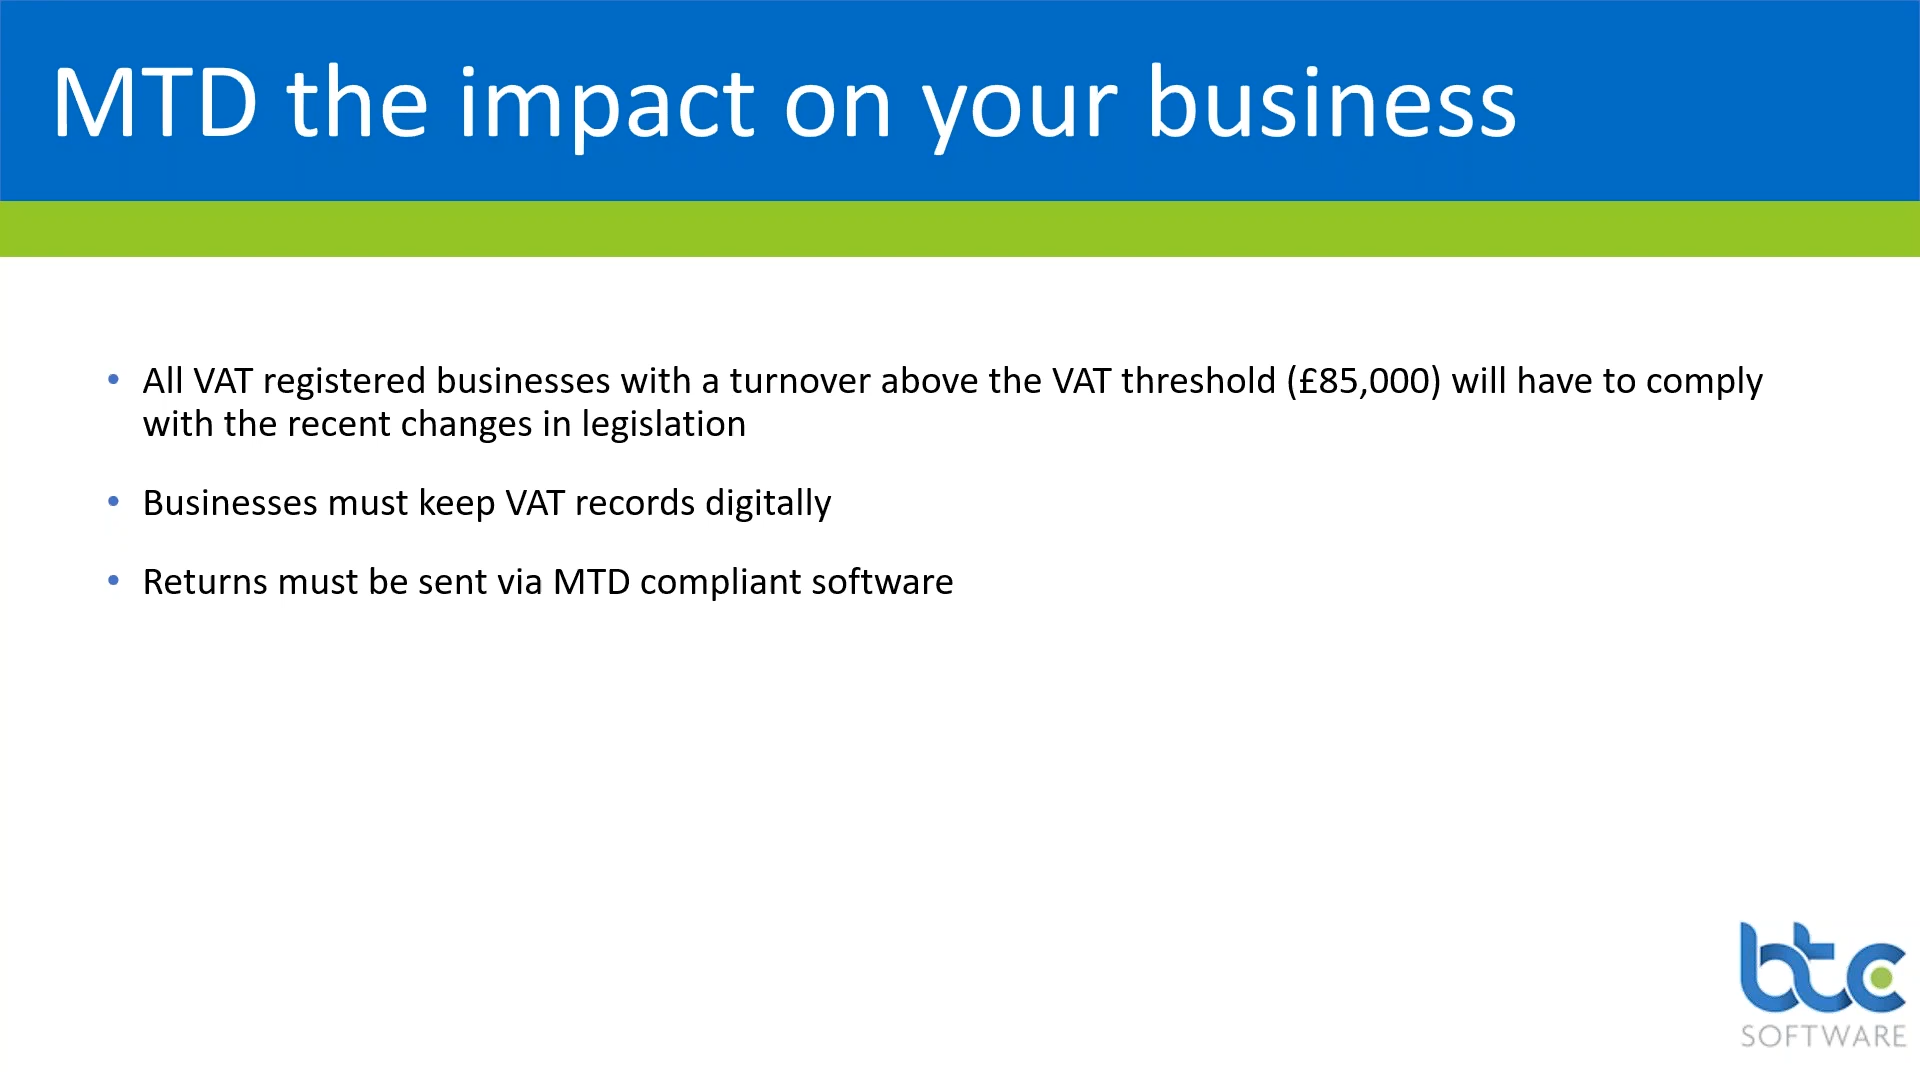 MTD the impact on your business
• All VAT registered businesses with a turnover above the VAT threshold (£85,000) will have to comply
with the recent changes in legislation
• Businesses must keep VAT records digitally
• Returns must be sent via MTD compliant software
btc
SOFTWARE